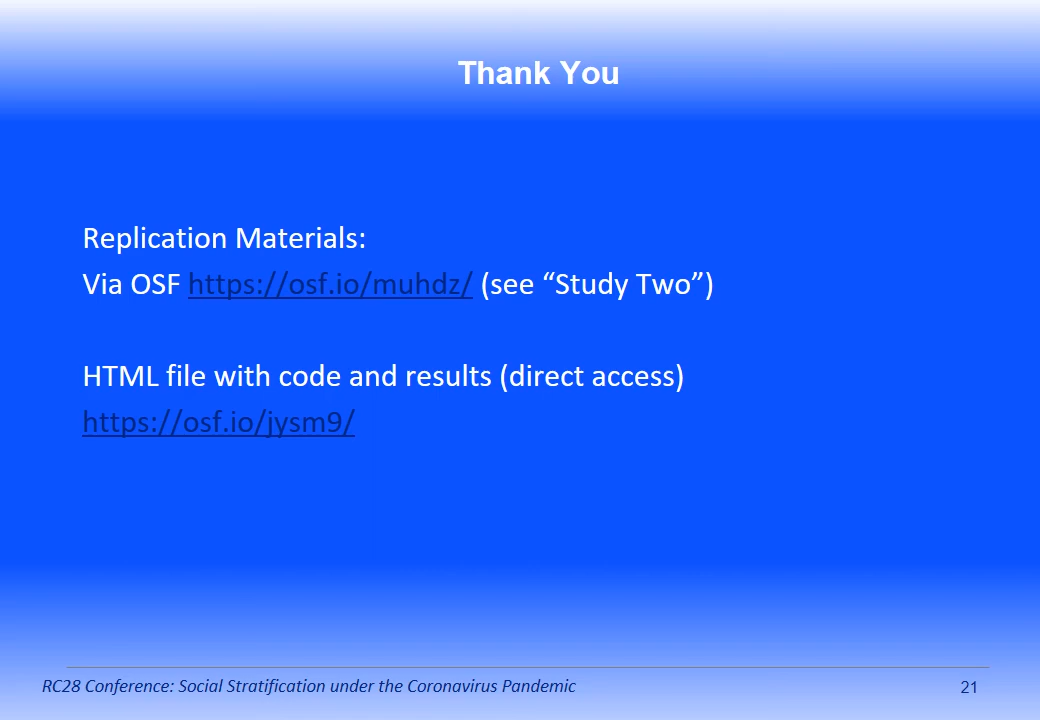 Thank You
Replication Materials:
Via OSF https://osf.io/muhdz/ (see “Study Two”)
HTML file with code and results (direct access)
https://osf.io/jysm9/
RC28 Conference: Social Stratification under the Coronavirus Pandemic
21